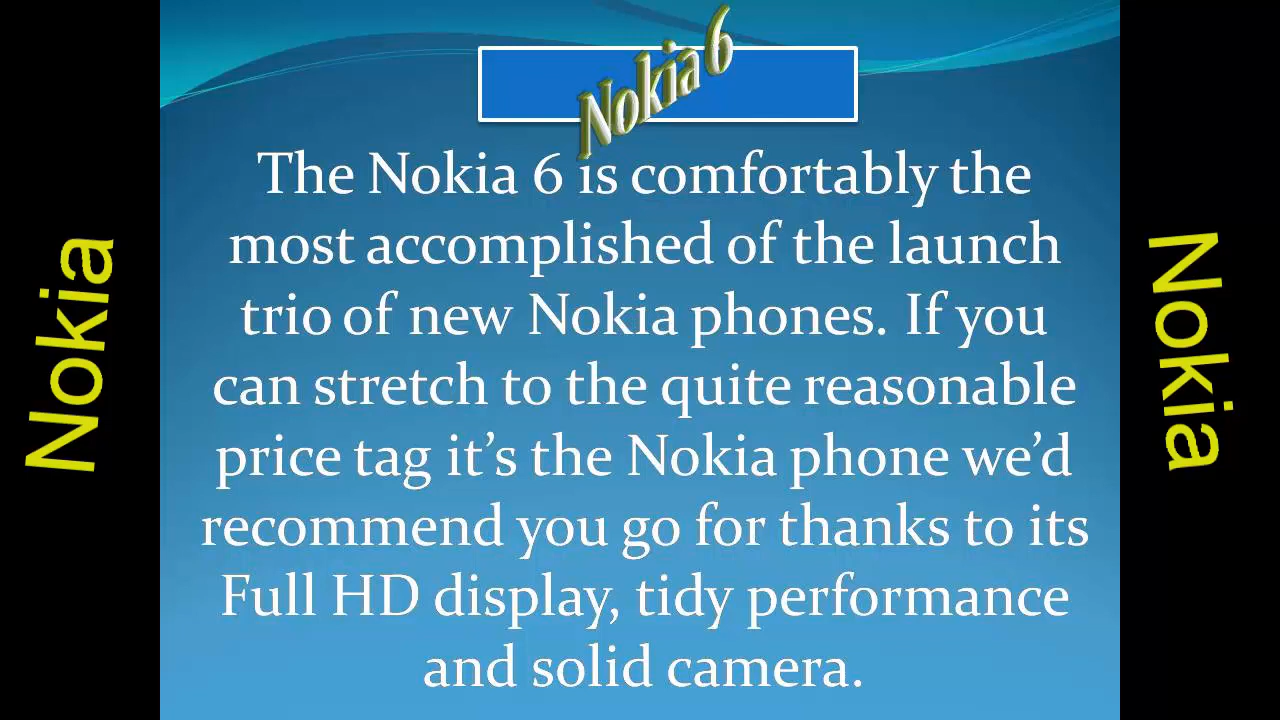 Nokia 6
The Nokia 6 is comfortably the
most accomplished of the launch
trio of new Nokia phones. If you
can stretch to the quite reasonable
price tag it’s the Nokia phone we’d
recommend you go for thanks to its
Full HD display, tidy performance
and solid camera.
Nokia
Nokia